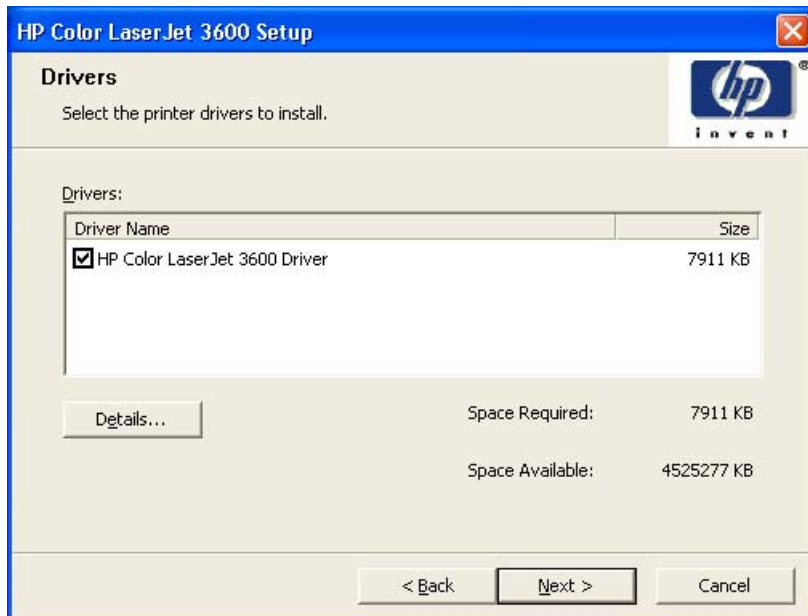 HP Color LaserJet 3600 Setup
Drivers
Select the printer drivers to install.
hp
®
invent
Drivers:
Driver Name Size
HP Color LaserJet 3600 Driver 7911 KB
Details...
Space Required: 7911 KB
Space Available: 4525277 KB
< Back Next > Cancel